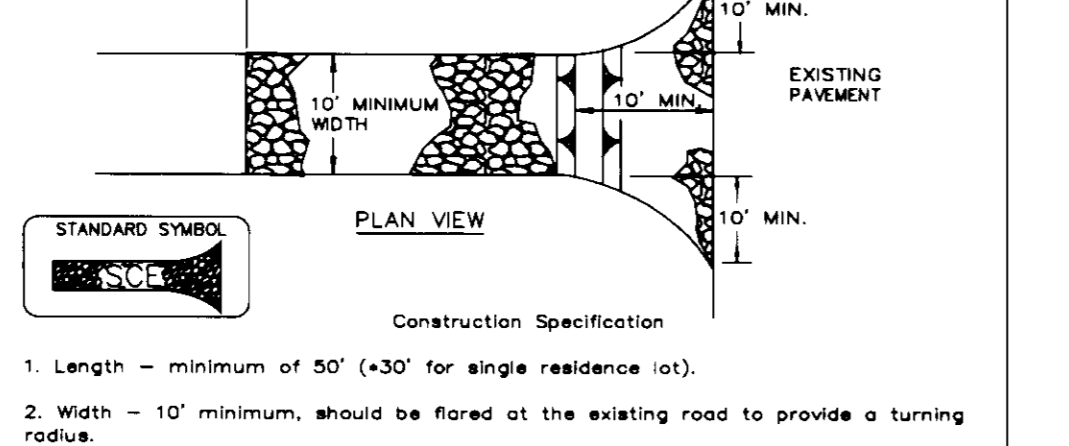 10' MIN.
EXISTING
PAVEMENT
10' MINIMUM
WIDTH
10' MIN.
10' MIN.
PLAN VIEW
STANDARD SYMBOL
SCE
Construction Specification
1. Length – minimum of 50' (*30' for single residence lot).
2. Width – 10' minimum, should be flared at the existing road to provide a turning
radius.